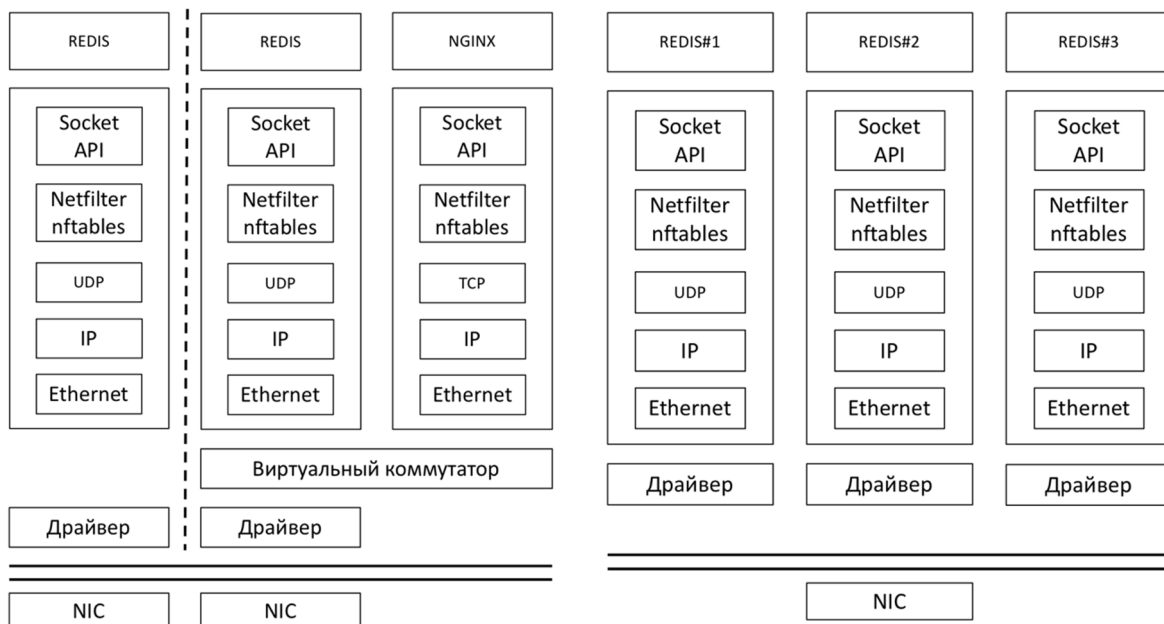 REDIS
REDIS
NGINX
Socket
API
Socket
API
Socket
API
Netfilter
nftables
Netfilter
nftables
Netfilter
nftables
UDP
UDP
TCP
IP
IP
IP
Ethernet
Ethernet
Ethernet
Виртуальный коммутатор
Драйвер
Драйвер
NIC
NIC
REDIS#1
REDIS#2
REDIS#3
Socket
API
Socket
API
Socket
API
Netfilter
nftables
Netfilter
nftables
Netfilter
nftables
UDP
UDP
UDP
IP
IP
IP
Ethernet
Ethernet
Ethernet
Драйвер
Драйвер
Драйвер
NIC